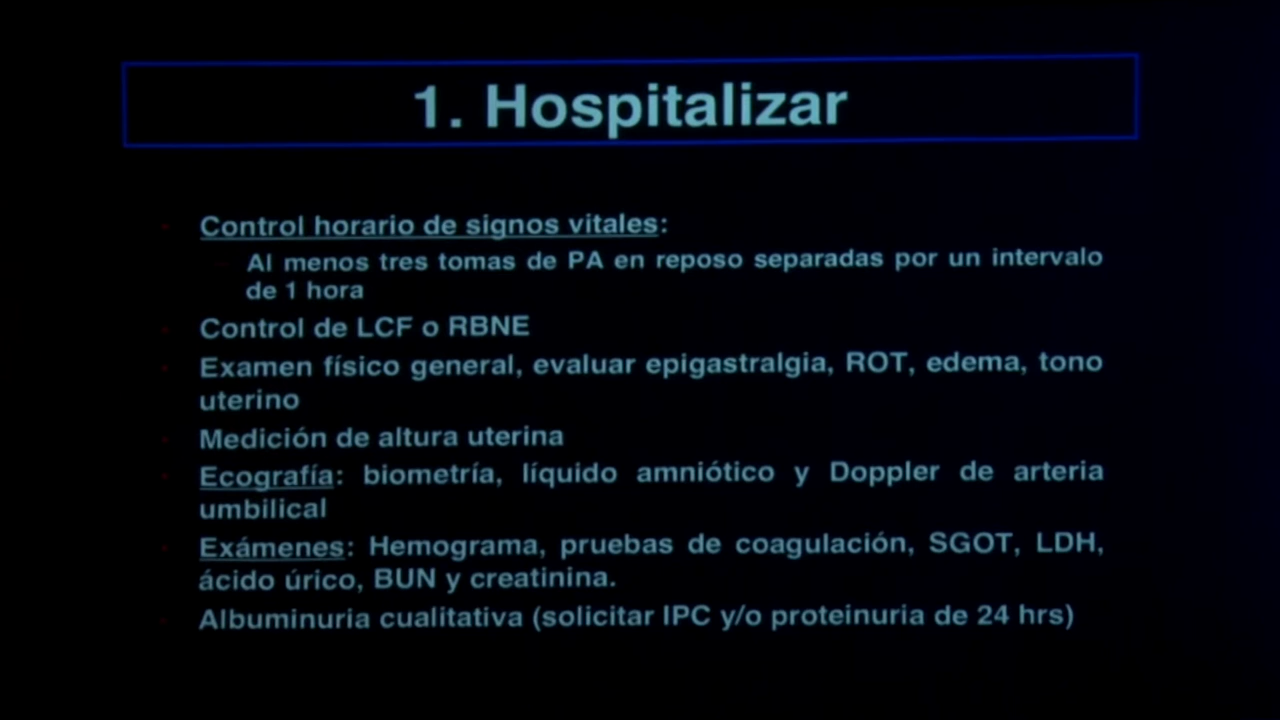 1. Hospitalizar
Control horario de signos vitales:
Al menos tres tomas de PA en reposo separadas por un intervalo
de 1 hora
Control de LCF o RBNE
Examen físico general, evaluar epigastralgia, ROT, edema, tono
uterino
Medición de altura uterina
Ecografía: biometría, líquido amniótico y Doppler de arteria
umbilical
Exámenes: Hemograma, pruebas de coagulación, SGOT, LDH,
ácido úrico, BUN y creatinina.
Albuminuria cualitativa (solicitar IPC y/o proteinuria de 24 hrs)